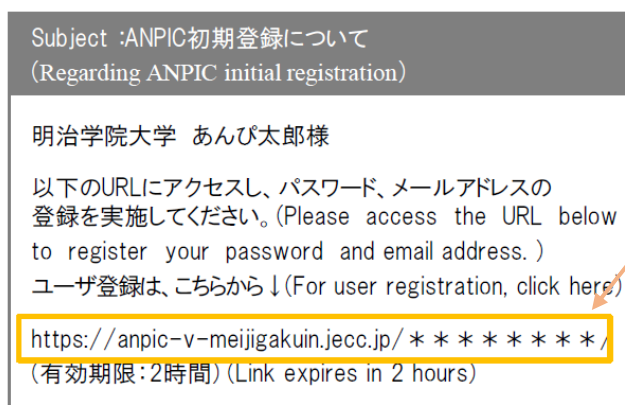 Subject :ANPIC初期登録について
(Regarding ANPIC initial registration)
明治学院大学 あんぴ太郎様
以下のURLにアクセスし、パスワード、メールアドレスの
登録を実施してください。(Please access the URL below
to register your password and email address. )
ユーザ登録は、こちらから↓(For user registration, click here)
https://anpic-v-meijigakuin.jecc.jp/********/
(有効期限:2時間)(Link expires in 2 hours)